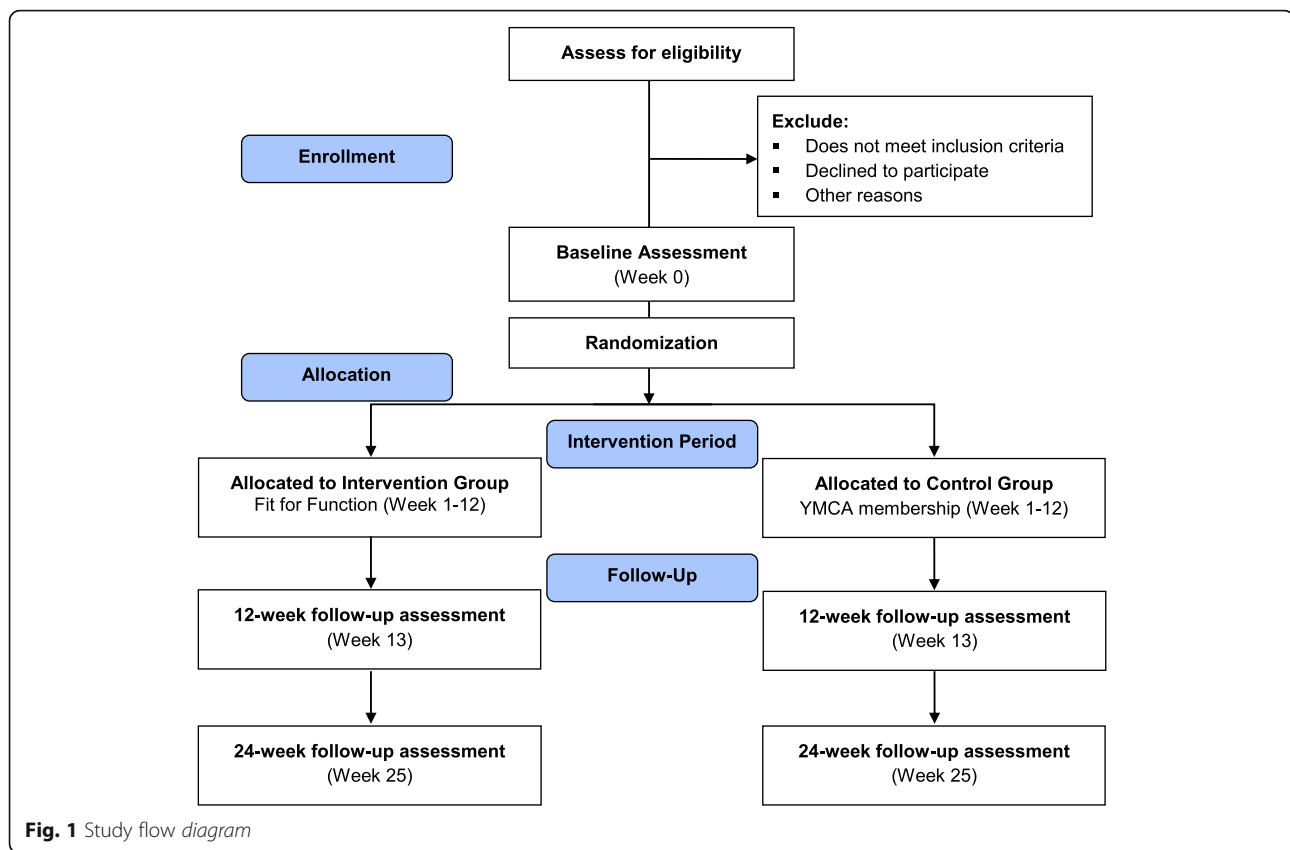 Assess for eligibility
Exclude:
▪ Does not meet inclusion criteria
▪ Declined to participate
▪ Other reasons
Enrollment
Baseline Assessment
(Week 0)
Randomization
Allocation
Intervention Period
Allocated to Intervention Group
Fit for Function (Week 1-12)
Allocated to Control Group
YMCA membership (Week 1-12)
Follow-Up
12-week follow-up assessment
(Week 13)
12-week follow-up assessment
(Week 13)
24-week follow-up assessment
(Week 25)
24-week follow-up assessment
(Week 25)
Fig. 1 Study flow diagram